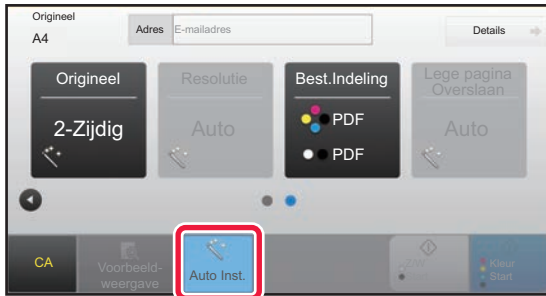 Origineel
A4
Adres E-mailadres
Details
Origineel
2-Zijdig
Resolutie
Auto
Best.Indeling
PDF
PDF
Lege pagina
Overslaan
Auto
CA
Voorbeeld-
weergave
Auto Inst.
Z/W
Start
Kleur
Start